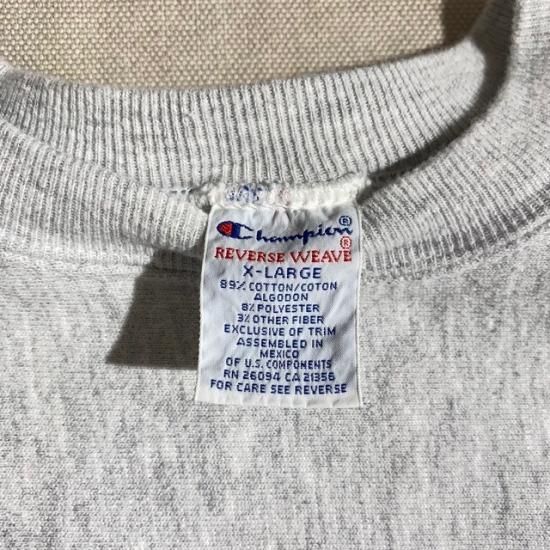 Champion®
REVERSE WEAVE®
X-LARGE
89% COTTON/COTON
ALGODON
8% POLYESTER
3% OTHER FIBER
EXCLUSIVE OF TRIM
ASSEMBLED IN
MEXICO
OF U.S. COMPONENTS
RN 26094 CA 21356
FOR CARE SEE REVERSE